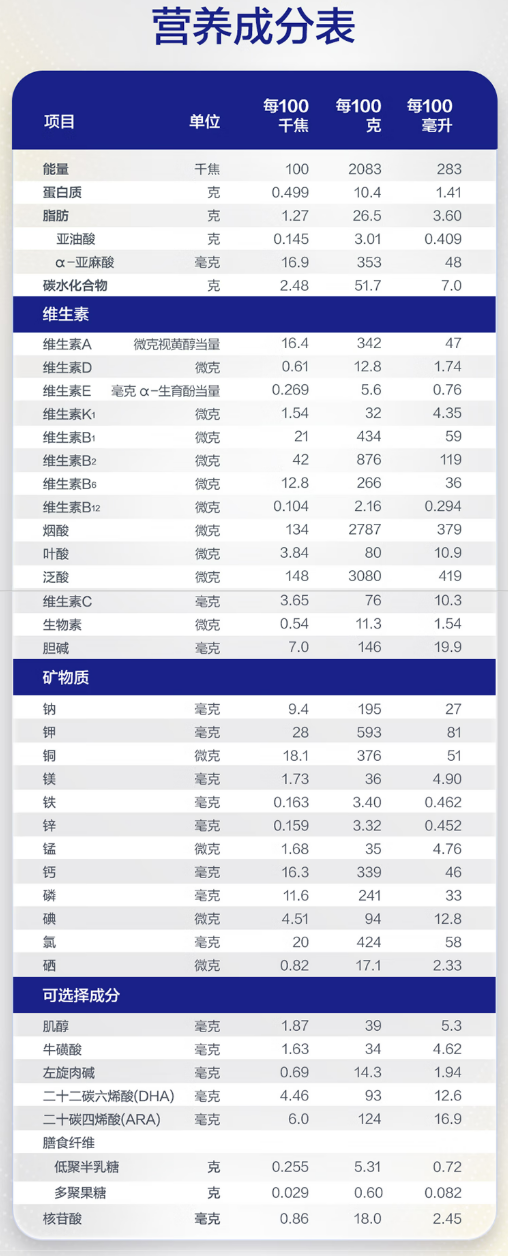 营养成分表
项目 单位 每100千焦 每100克 每100毫升
能量 千焦 100 2083 283
蛋白质 克 0.499 10.4 1.41
脂肪 克 1.27 26.5 3.60
亚油酸 克 0.145 3.01 0.409
α-亚麻酸 毫克 16.9 353 48
碳水化合物 克 2.48 51.7 7.0
维生素
维生素A 微克视黄醇当量 16.4 342 47
维生素D 微克 0.61 12.8 1.74
维生素E 毫克 α-生育酚当量 0.269 5.6 0.76
维生素K1 微克 1.54 32 4.35
维生素B1 微克 21 434 59
维生素B2 微克 42 876 119
维生素B6 微克 12.8 266 36
维生素B12 微克 0.104 2.16 0.294
烟酸 微克 134 2787 379
叶酸 微克 3.84 80 10.9
泛酸 微克 148 3080 419
维生素C 毫克 3.65 76 10.3
生物素 微克 0.54 11.3 1.54
胆碱 毫克 7.0 146 19.9
矿物质
钠 毫克 9.4 195 27
钾 毫克 28 593 81
铜 微克 18.1 376 51
镁 毫克 1.73 36 4.90
铁 毫克 0.163 3.40 0.462
锌 毫克 0.159 3.32 0.452
锰 微克 1.68 35 4.76
钙 毫克 16.3 339 46
磷 毫克 11.6 241 33
碘 微克 4.51 94 12.8
氯 毫克 20 424 58
硒 微克 0.82 17.1 2.33
可选择成分
肌醇 毫克 1.87 39 5.3
牛磺酸 毫克 1.63 34 4.62
左旋肉碱 毫克 0.69 14.3 1.94
二十二碳六烯酸(DHA) 毫克 4.46 93 12.6
二十碳四烯酸(ARA) 毫克 6.0 124 16.9
膳食纤维
低聚半乳糖 克 0.255 5.31 0.72
多聚果糖 克 0.029 0.60 0.082
核苷酸 毫克 0.86 18.0 2.45